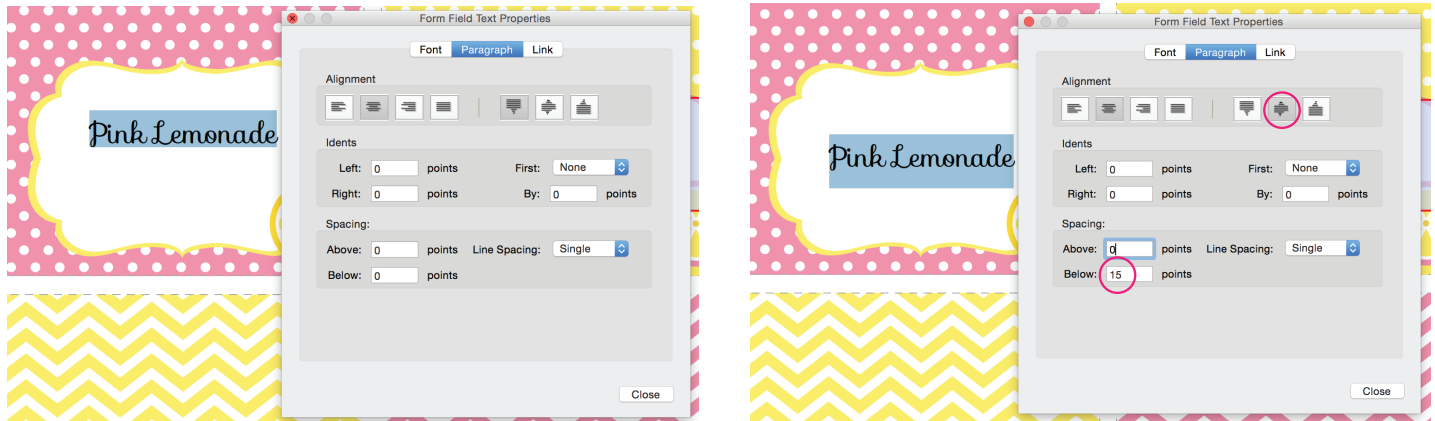 Form Field Text Properties
Font Paragraph Link
Alignment
Pink Lemonade
Idents
Left: 0 points First: None
Right: 0 points By: 0 points
Spacing:
Above: 0 points Line Spacing: Single
Below: 0 points
Close
Form Field Text Properties
Font Paragraph Link
Alignment
Pink Lemonade
Idents
Left: 0 points First: None
Right: 0 points By: 0 points
Spacing:
Above: 0 points Line Spacing: Single
Below: 15 points
Close